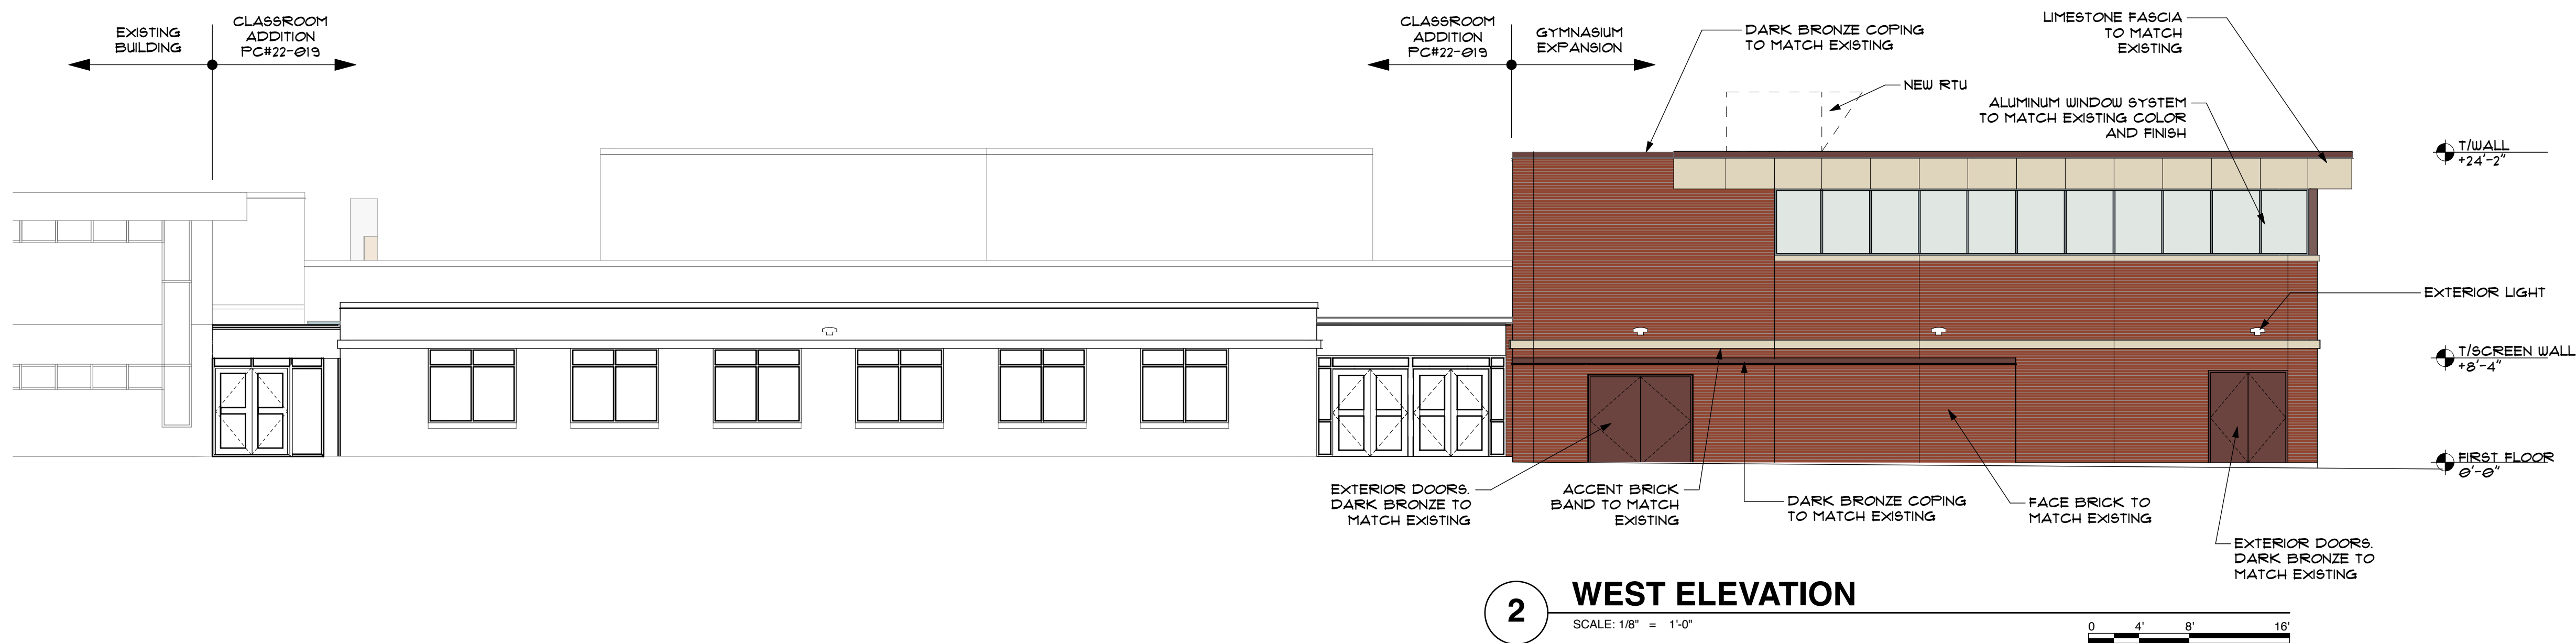 EXISTING
BUILDING
CLASSROOM
ADDITION
PC#22-019
CLASSROOM
ADDITION
PC#22-019
GYMNASIUM
EXPANSION
DARK BRONZE COPING
TO MATCH EXISTING
NEW RTU
LIMESTONE FASCIA
TO MATCH
EXISTING
ALUMINUM WINDOW SYSTEM
TO MATCH EXISTING COLOR
AND FINISH
T/WALL
+24'-2"
EXTERIOR LIGHT
T/SCREEN WALL
+8'-4"
FIRST FLOOR
0'-0"
EXTERIOR DOORS.
DARK BRONZE TO
MATCH EXISTING
ACCENT BRICK
BAND TO MATCH
EXISTING
DARK BRONZE COPING
TO MATCH EXISTING
FACE BRICK TO
MATCH EXISTING
EXTERIOR DOORS.
DARK BRONZE TO
MATCH EXISTING
2
WEST ELEVATION
SCALE: 1/8" = 1'-0"
0 4' 8' 16'